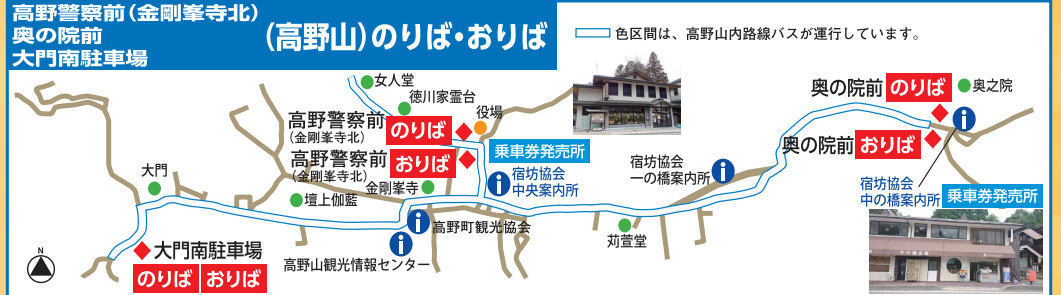 高野警察前(金剛峯寺北)
奥の院前
大門南駐車場
(高野山)のりば・おりば
色区間は、高野山内路線バスが運行しています。
女人堂
徳川家霊台
役場
高野警察前
(金剛峯寺北)
のりば
高野警察前
(金剛峯寺北)
おりば
乗車券発売所
宿坊協会
中央案内所
金剛峯寺
壇上伽藍
大門
高野町観光協会
高野山観光情報センター
大門南駐車場
のりば
おりば
N
苅萱堂
宿坊協会
一の橋案内所
奥の院前
のりば
奥之院
奥の院前
おりば
宿坊協会
中の橋案内所
乗車券発売所